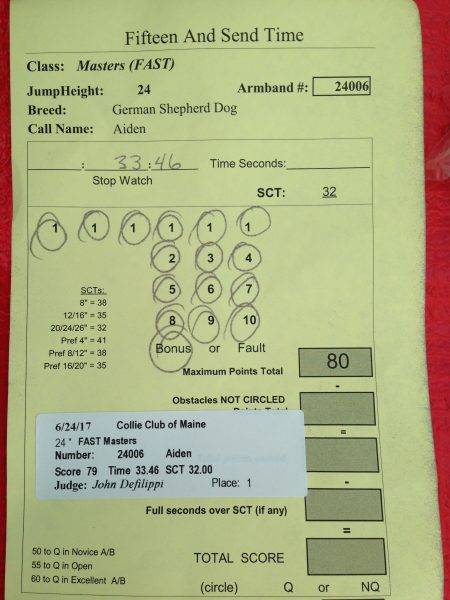 Fifteen And Send Time
Class: Masters (FAST)
JumpHeight: 24 Armband #: 24006
Breed: German Shepherd Dog
Call Name: Aiden
: 33:46 Time Seconds:
Stop Watch
SCT: 32
1 1 1 1 1 1
2 3 4
5 6 7
8 9 10
SCTs:
8" = 38
12/16" = 35
20/24/26" = 32
Pref 4" = 41
Pref 8/12" = 38
Pref 16/20" = 35
Bonus or Fault
Maximum Points Total 80
-
Obstacles NOT CIRCLED
Points Total
=
6/24/17 Collie Club of Maine
24 " FAST Masters
Number: 24006 Aiden
Score 79 Time 33.46 SCT 32.00
Judge: John Defilippi Place: 1
-
Full seconds over SCT (if any)
=
50 to Q in Novice A/B
55 to Q in Open
60 to Q in Excellent A/B
TOTAL SCORE
(circle) Q or NQ